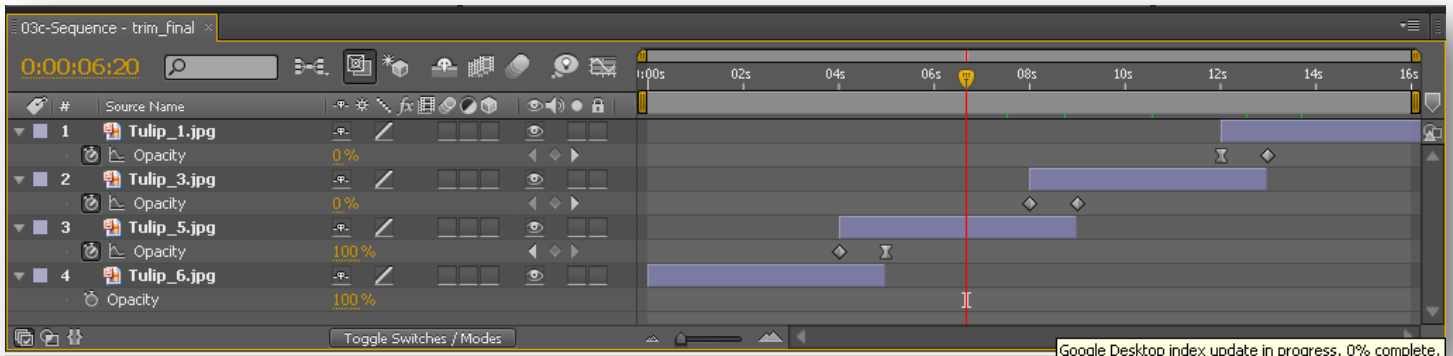 03c-Sequence - trim_final ×
0:00:06:20
:00s 02s 04s 06s 08s 10s 12s 14s 16s
# Source Name fx
1 Tulip_1.jpg
Opacity 0%
2 Tulip_3.jpg
Opacity 0%
3 Tulip_5.jpg
Opacity 100%
4 Tulip_6.jpg
Opacity 100%
Toggle Switches / Modes
Google Desktop index update in progress. 0% complete.